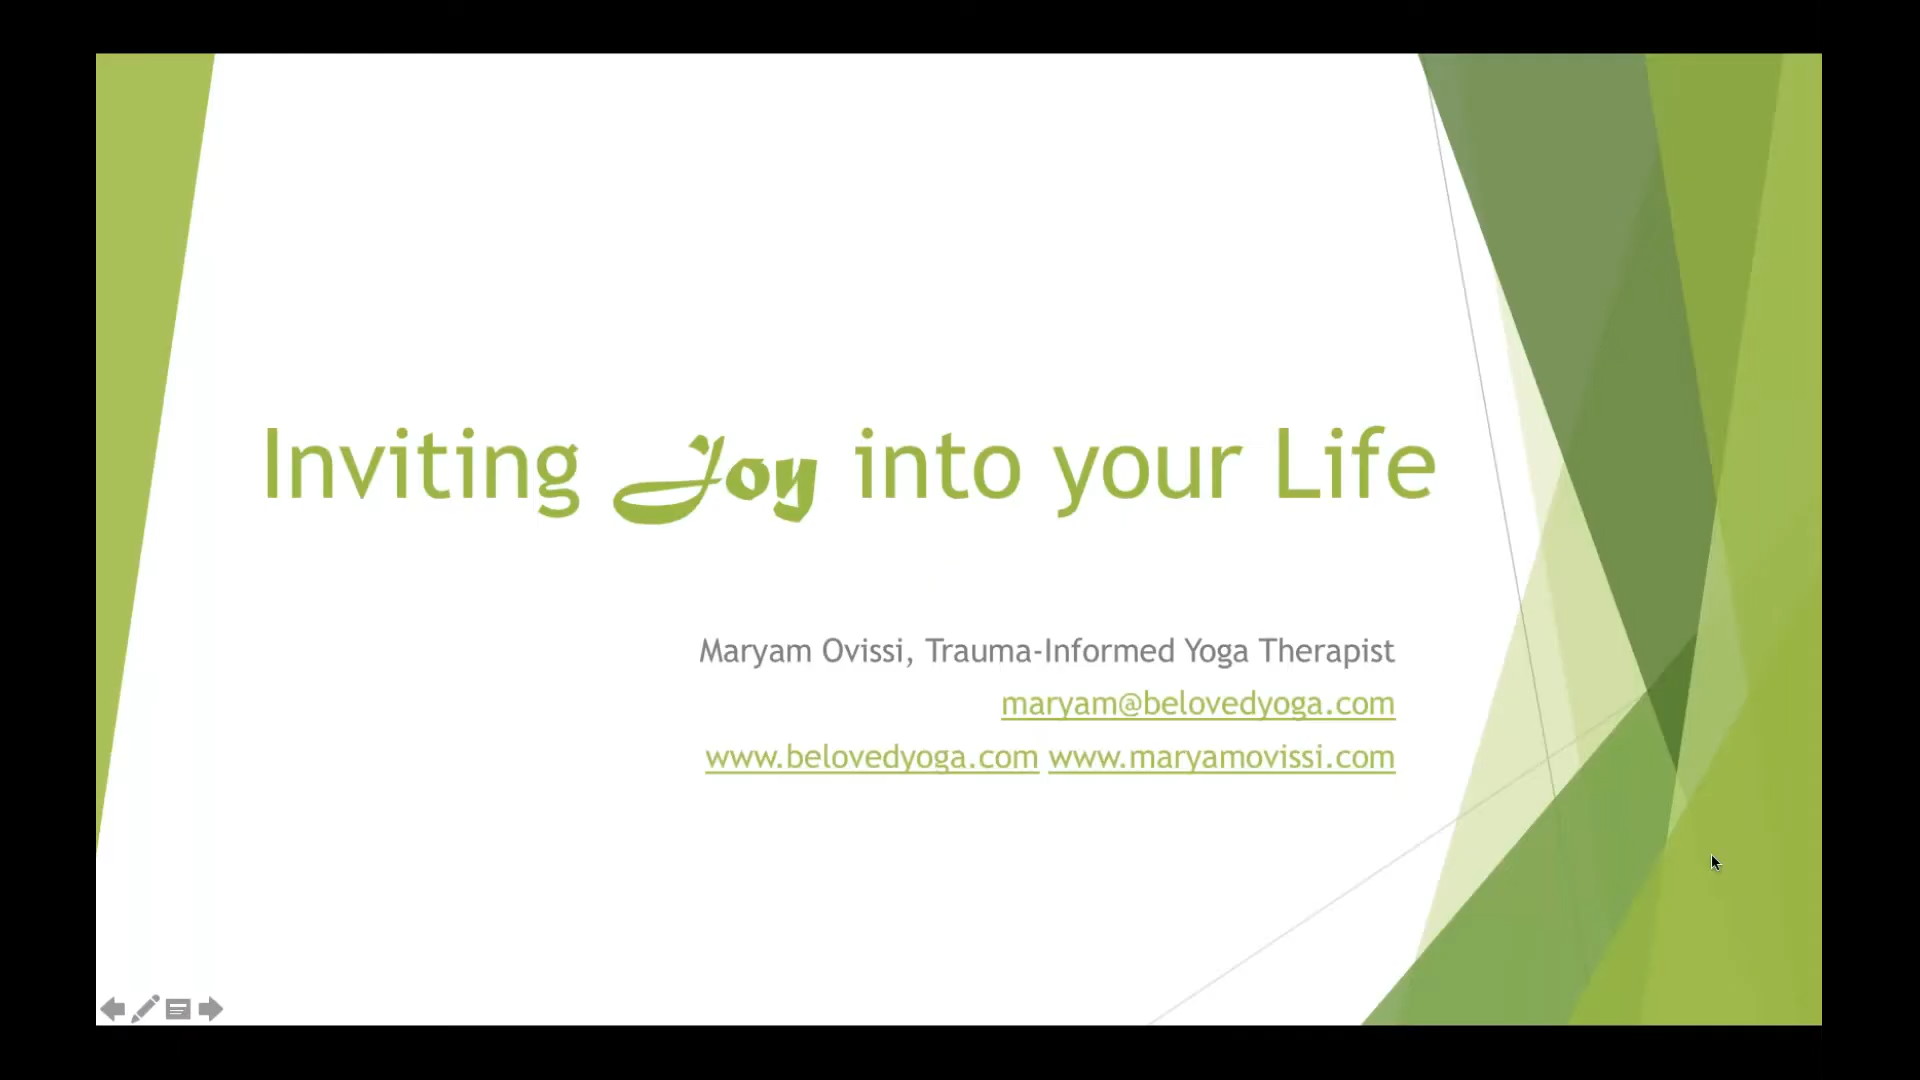 Inviting Joy into your Life
Maryam Ovissi, Trauma-Informed Yoga Therapist
maryam@belovedyoga.com
www.belovedyoga.com www.maryamovissi.com